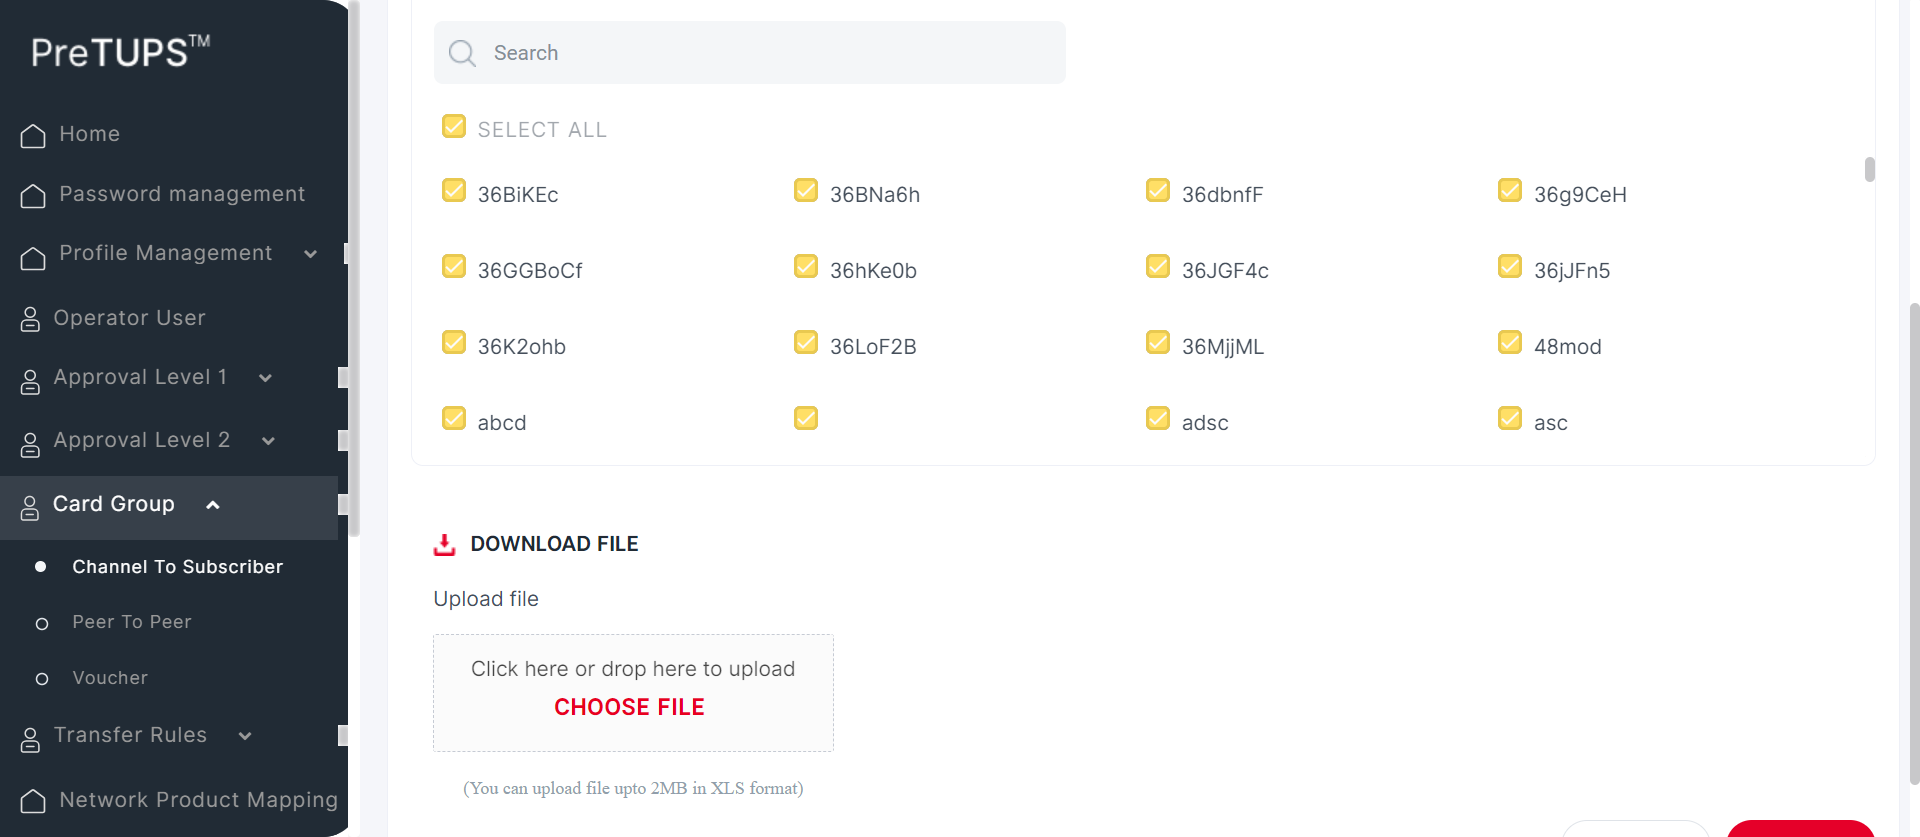 PreTUPS™
Home
Password management
Profile Management
Operator User
Approval Level 1
Approval Level 2
Card Group
Channel To Subscriber
Peer To Peer
Voucher
Transfer Rules
Network Product Mapping
Search
SELECT ALL
36BiKEc 36BNa6h 36dbnfF 36g9CeH
36GGBoCf 36hKe0b 36JGF4c 36jJFn5
36K2ohb 36LoF2B 36MjjML 48mod
abcd adsc asc
DOWNLOAD FILE
Upload file
Click here or drop here to upload
CHOOSE FILE
(You can upload file upto 2MB in XLS format)